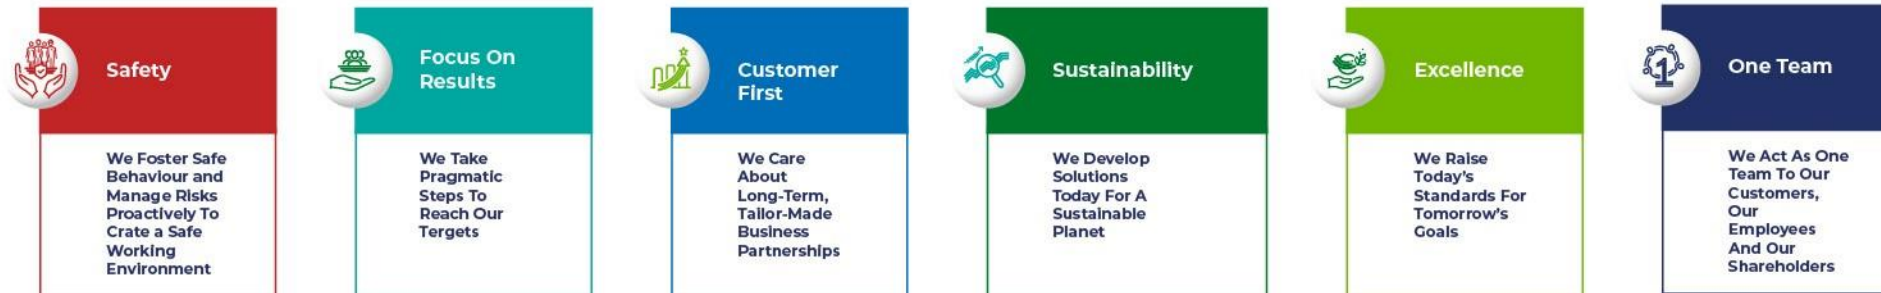 Safety
We Foster Safe
Behaviour and
Manage Risks
Proactively To
Crate a Safe
Working
Environment
Focus On
Results
We Take
Pragmatic
Steps To
Reach Our
Tergets
Customer
First
We Care
About
Long-Term,
Tailor-Made
Business
Partnerships
Sustainability
We Develop
Solutions
Today For A
Sustainable
Planet
Excellence
We Raise
Today's
Standards For
Tomorrow's
Goals
1
One Team
We Act As One
Team To Our
Customers,
Our
Employees
And Our
Shareholders